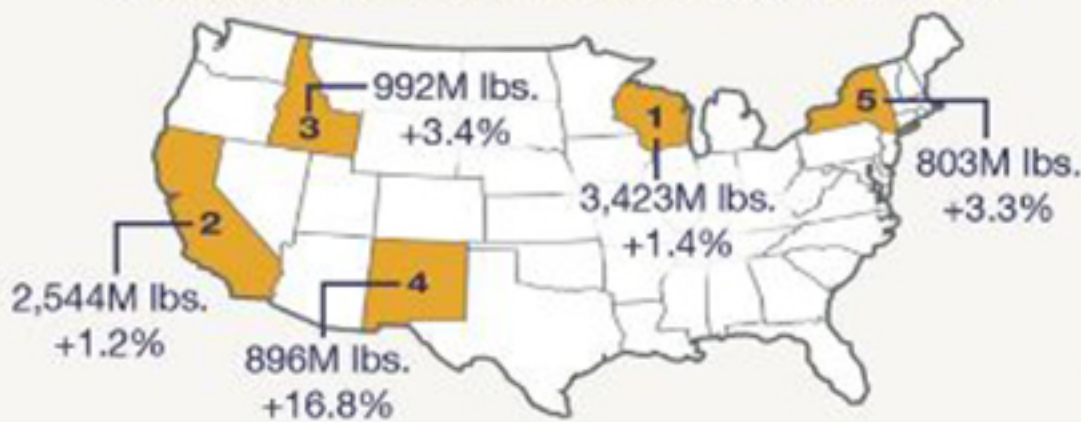 992M lbs.
+3.4%
3
1
5
803M lbs.
+3.3%
3,423M lbs.
+1.4%
2
2,544M lbs.
+1.2%
4
896M lbs.
+16.8%